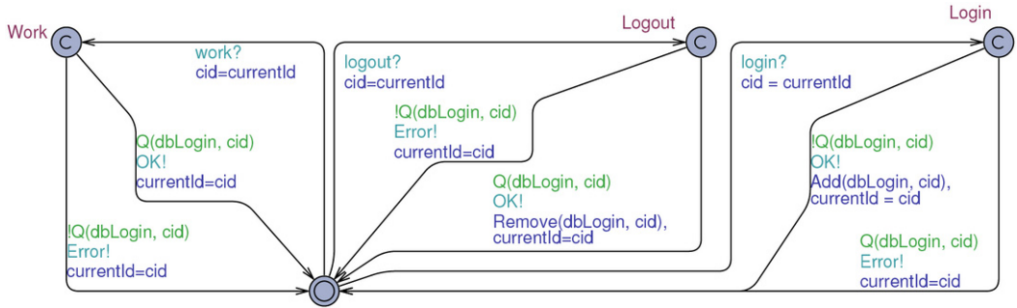 Work
Logout
Login
C
C
C
work?
cid=currentId
logout?
cid=currentId
login?
cid = currentId
!Q(dbLogin, cid)
Error!
currentId=cid
Q(dbLogin, cid)
OK!
currentId=cid
!Q(dbLogin, cid)
OK!
Add(dbLogin, cid),
currentId = cid
Q(dbLogin, cid)
OK!
Remove(dbLogin, cid),
currentId=cid
!Q(dbLogin, cid)
Error!
currentId=cid
Q(dbLogin, cid)
Error!
currentId=cid